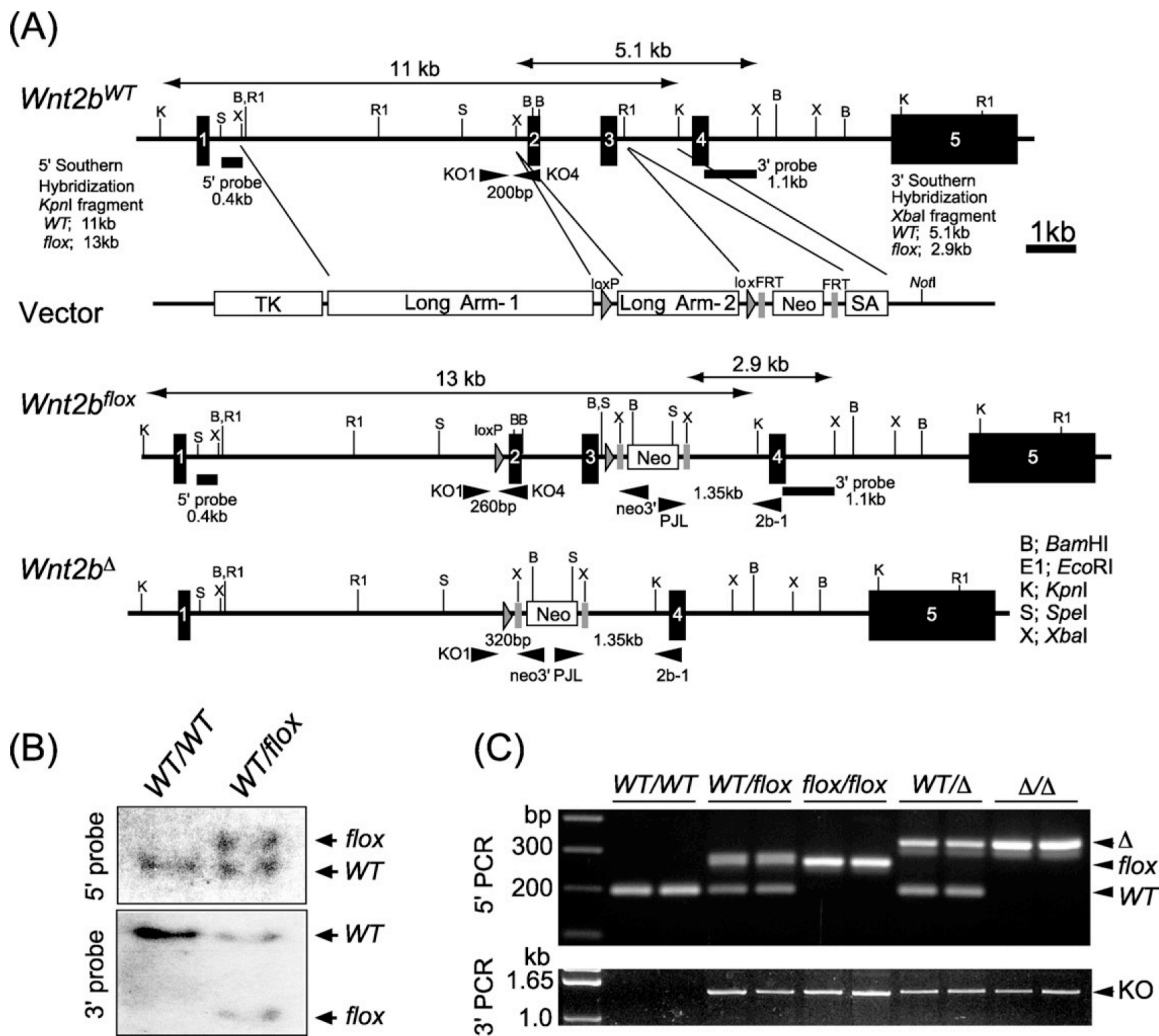 (A)
5.1 kb
11 kb
Wnt2bWT
K
S
X
B,R1
R1
S
X
B
B
R1
K
X
B
X
B
K
R1
1
2
3
4
5
5' Southern
Hybridization
KpnI fragment
WT; 11kb
flox; 13kb
5' probe
0.4kb
KO1
KO4
200bp
3' probe
1.1kb
3' Southern
Hybridization
XbaI fragment
WT; 5.1kb
flox; 2.9kb
1kb
Vector
loxP
loxFRT
FRT
NotI
TK
Long Arm-1
Long Arm-2
Neo
SA
2.9 kb
13 kb
Wnt2bflox
K
S
X
B,R1
R1
S
loxP
BB
B,S
X
B
S
X
K
X
B
X
B
K
R1
1
2
3
Neo
4
5
5' probe
0.4kb
KO1
KO4
260bp
neo3'
PJL
1.35kb
2b-1
3' probe
1.1kb
Wnt2bΔ
K
S
X
B,R1
R1
S
X
B
S
X
K
X
B
X
B
K
R1
1
Neo
4
5
KO1
320bp
neo3' PJL
1.35kb
2b-1
B; BamHI
E1; EcoRI
K; KpnI
S; SpeI
X; XbaI
(B)
WT/WT
WT/flox
5' probe
flox
WT
3' probe
WT
flox
(C)
WT/WT
WT/flox
flox/flox
WT/Δ
Δ/Δ
bp
300
200
5' PCR
Δ
flox
WT
kb
1.65
1.0
3' PCR
KO